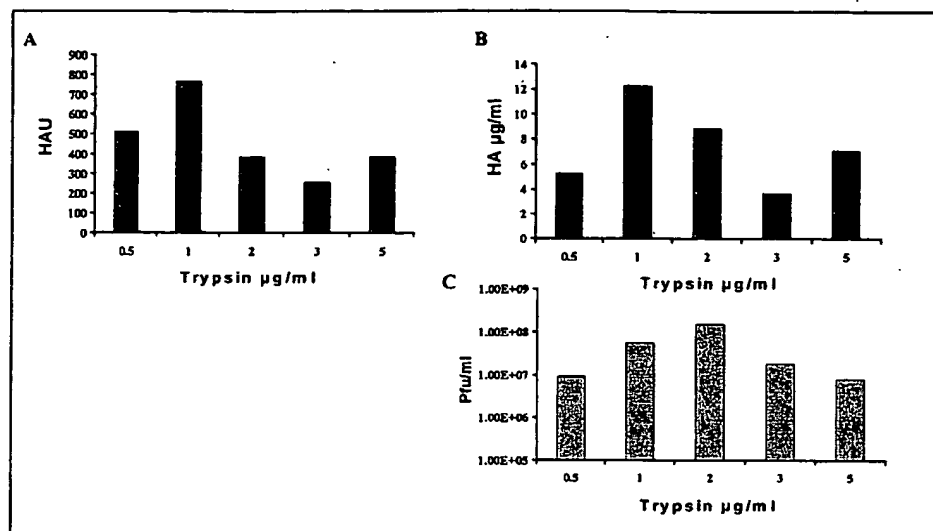 A
900
800
700
600
500
400
300
200
100
0
HAU
0.5 1 2 3 5
Trypsin µg/ml
B
14
12
10
8
6
4
2
0
HA µg/ml
0.5 1 2 3 5
Trypsin µg/ml
C
1.00E+09
1.00E+08
1.00E+07
1.00E+06
1.00E+05
Pfu/ml
0.5 1 2 3 5
Trypsin µg/ml